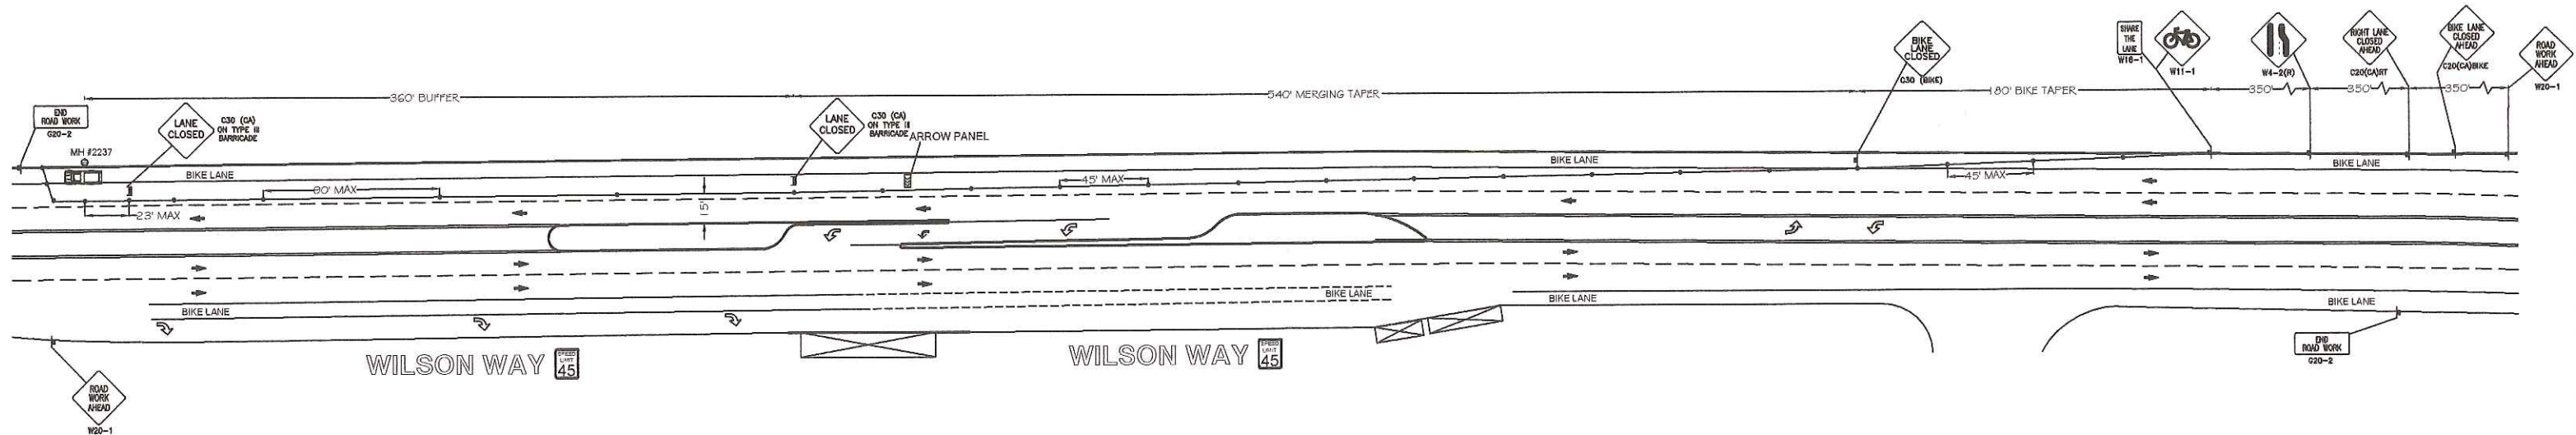 SHARE
THE
LANE
W16-1
W11-1
W4-2(R)
RIGHT LANE
CLOSED
AHEAD
C20(CA)RT
BIKE LANE
CLOSED
AHEAD
C20(CA)BIKE
ROAD
WORK
AHEAD
W20-1
BIKE
LANE
CLOSED
C30 (BIKE)
360' BUFFER
540' MERGING TAPER
180' BIKE TAPER
350'
350'
350'
END
ROAD WORK
G20-2
LANE
CLOSED
C30 (CA)
ON TYPE III
BARRICADE
LANE
CLOSED
C30 (CA)
ON TYPE III
BARRICADE
ARROW PANEL
MH #2237
BIKE LANE
BIKE LANE
BIKE LANE
80' MAX
45' MAX
45' MAX
23' MAX
15'
BIKE LANE
BIKE LANE
BIKE LANE
BIKE LANE
WILSON WAY
SPEED
LIMIT
45
WILSON WAY
SPEED
LIMIT
45
END
ROAD WORK
G20-2
ROAD
WORK
AHEAD
W20-1